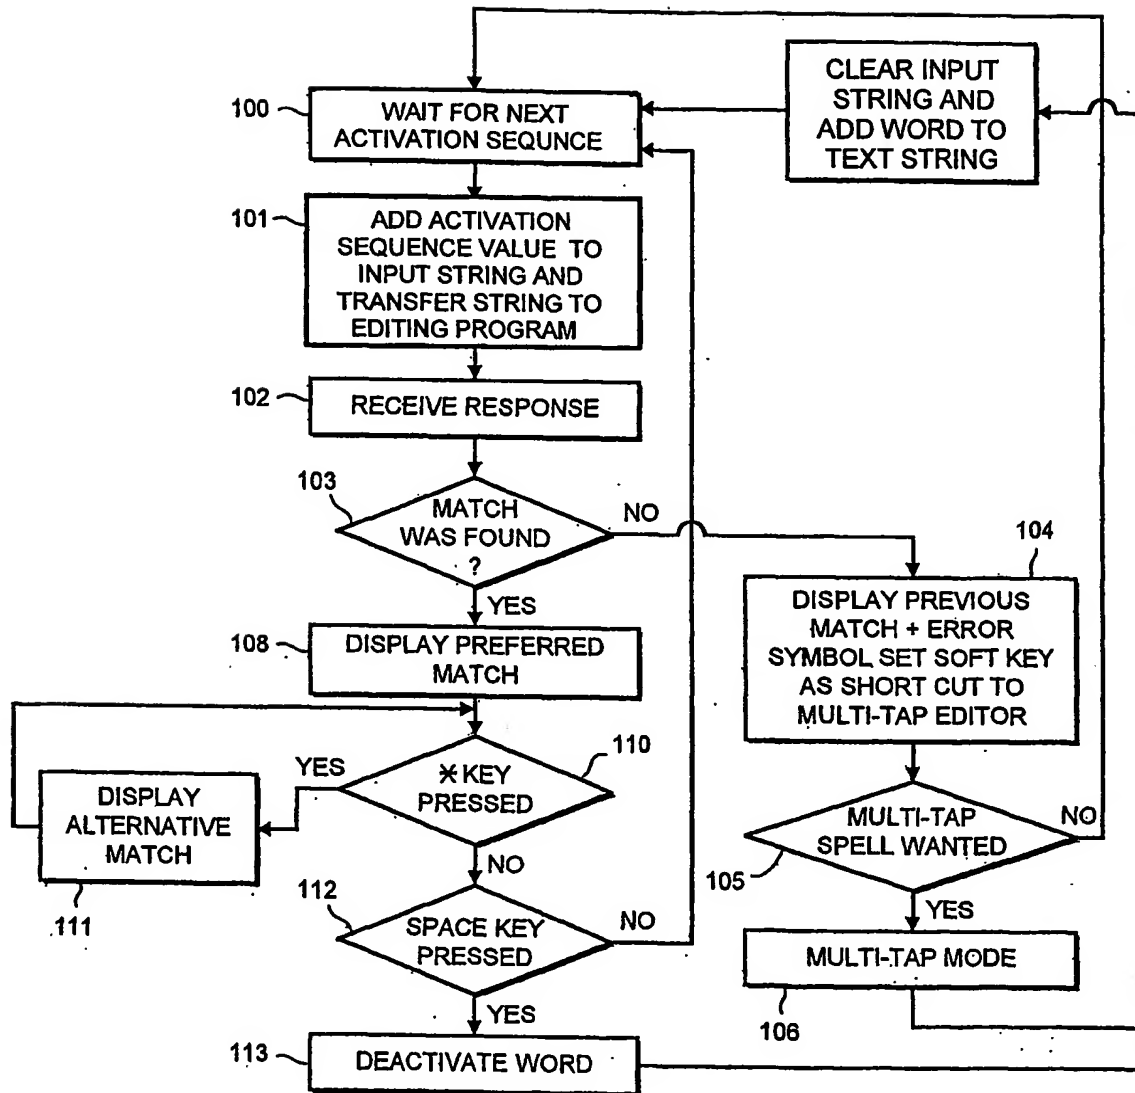 CLEAR INPUT
STRING AND
ADD WORD TO
TEXT STRING
100
WAIT FOR NEXT
ACTIVATION SEQUNCE
101
ADD ACTIVATION
SEQUENCE VALUE TO
INPUT STRING AND
TRANSFER STRING TO
EDITING PROGRAM
102
RECEIVE RESPONSE
103
MATCH
WAS FOUND
?
NO
YES
104
DISPLAY PREVIOUS
MATCH + ERROR
SYMBOL SET SOFT KEY
AS SHORT CUT TO
MULTI-TAP EDITOR
108
DISPLAY PREFERRED
MATCH
110
YES
* KEY
PRESSED
NO
DISPLAY
ALTERNATIVE
MATCH
111
MULTI-TAP
SPELL WANTED
NO
105
YES
112
SPACE KEY
PRESSED
NO
YES
MULTI-TAP MODE
106
113
DEACTIVATE WORD